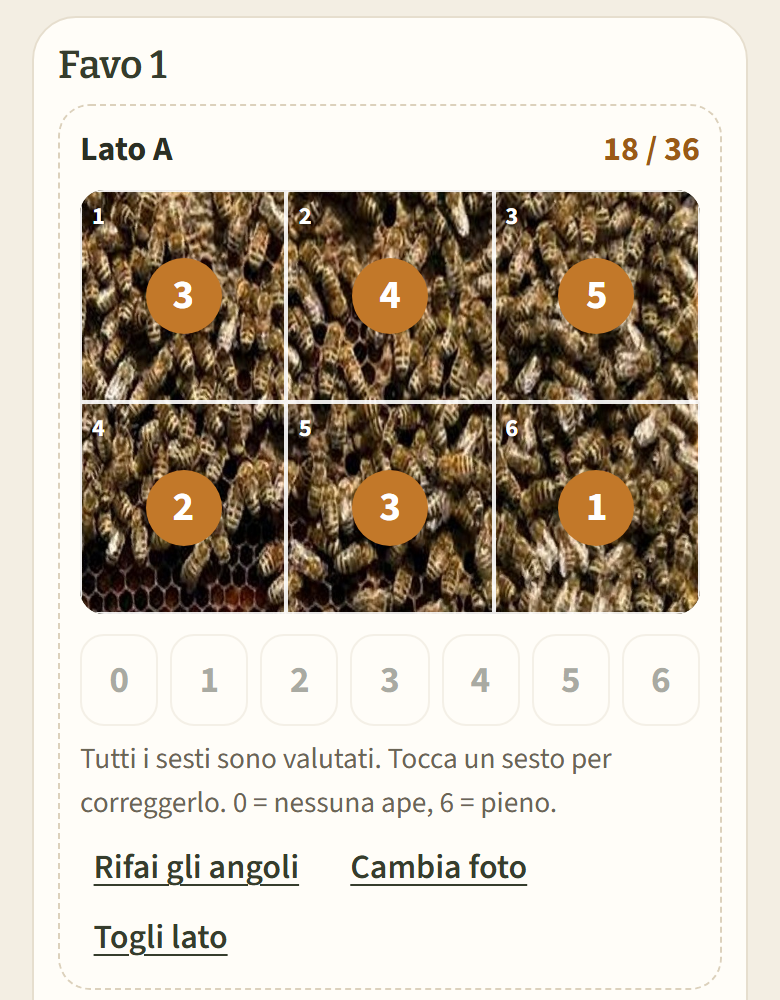 Favo 1
Lato A 18 / 36
1 2 3
3 4 5
4 5 6
2 3 1
0 1 2 3 4 5 6
Tutti i sesti sono valutati. Tocca un sesto per
correggerlo. 0 = nessuna ape, 6 = pieno.
Rifai gli angoli Cambia foto
Togli lato